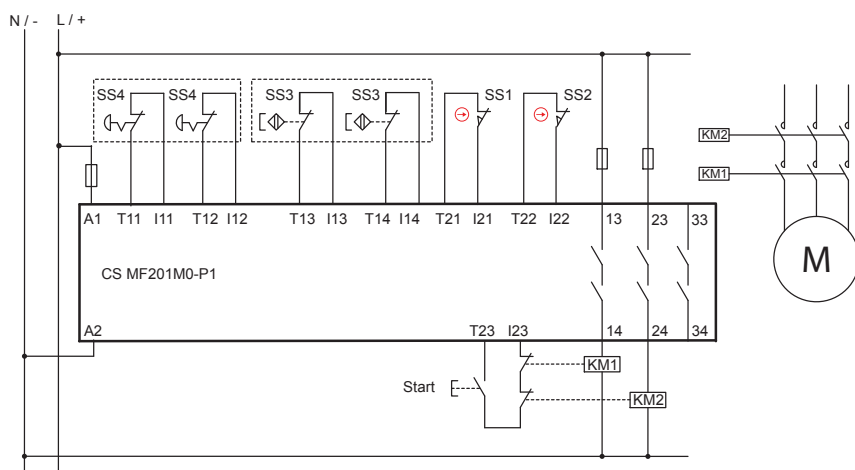 N / - L / +
SS4 SS4 SS3 SS3 SS1 SS2
KM2
KM1
A1 T11 I11 T12 I12 T13 I13 T14 I14 T21 I21 T22 I22 13 23 33
M
CS MF201M0-P1
A2 T23 I23 14 24 34
KM1
Start
KM2